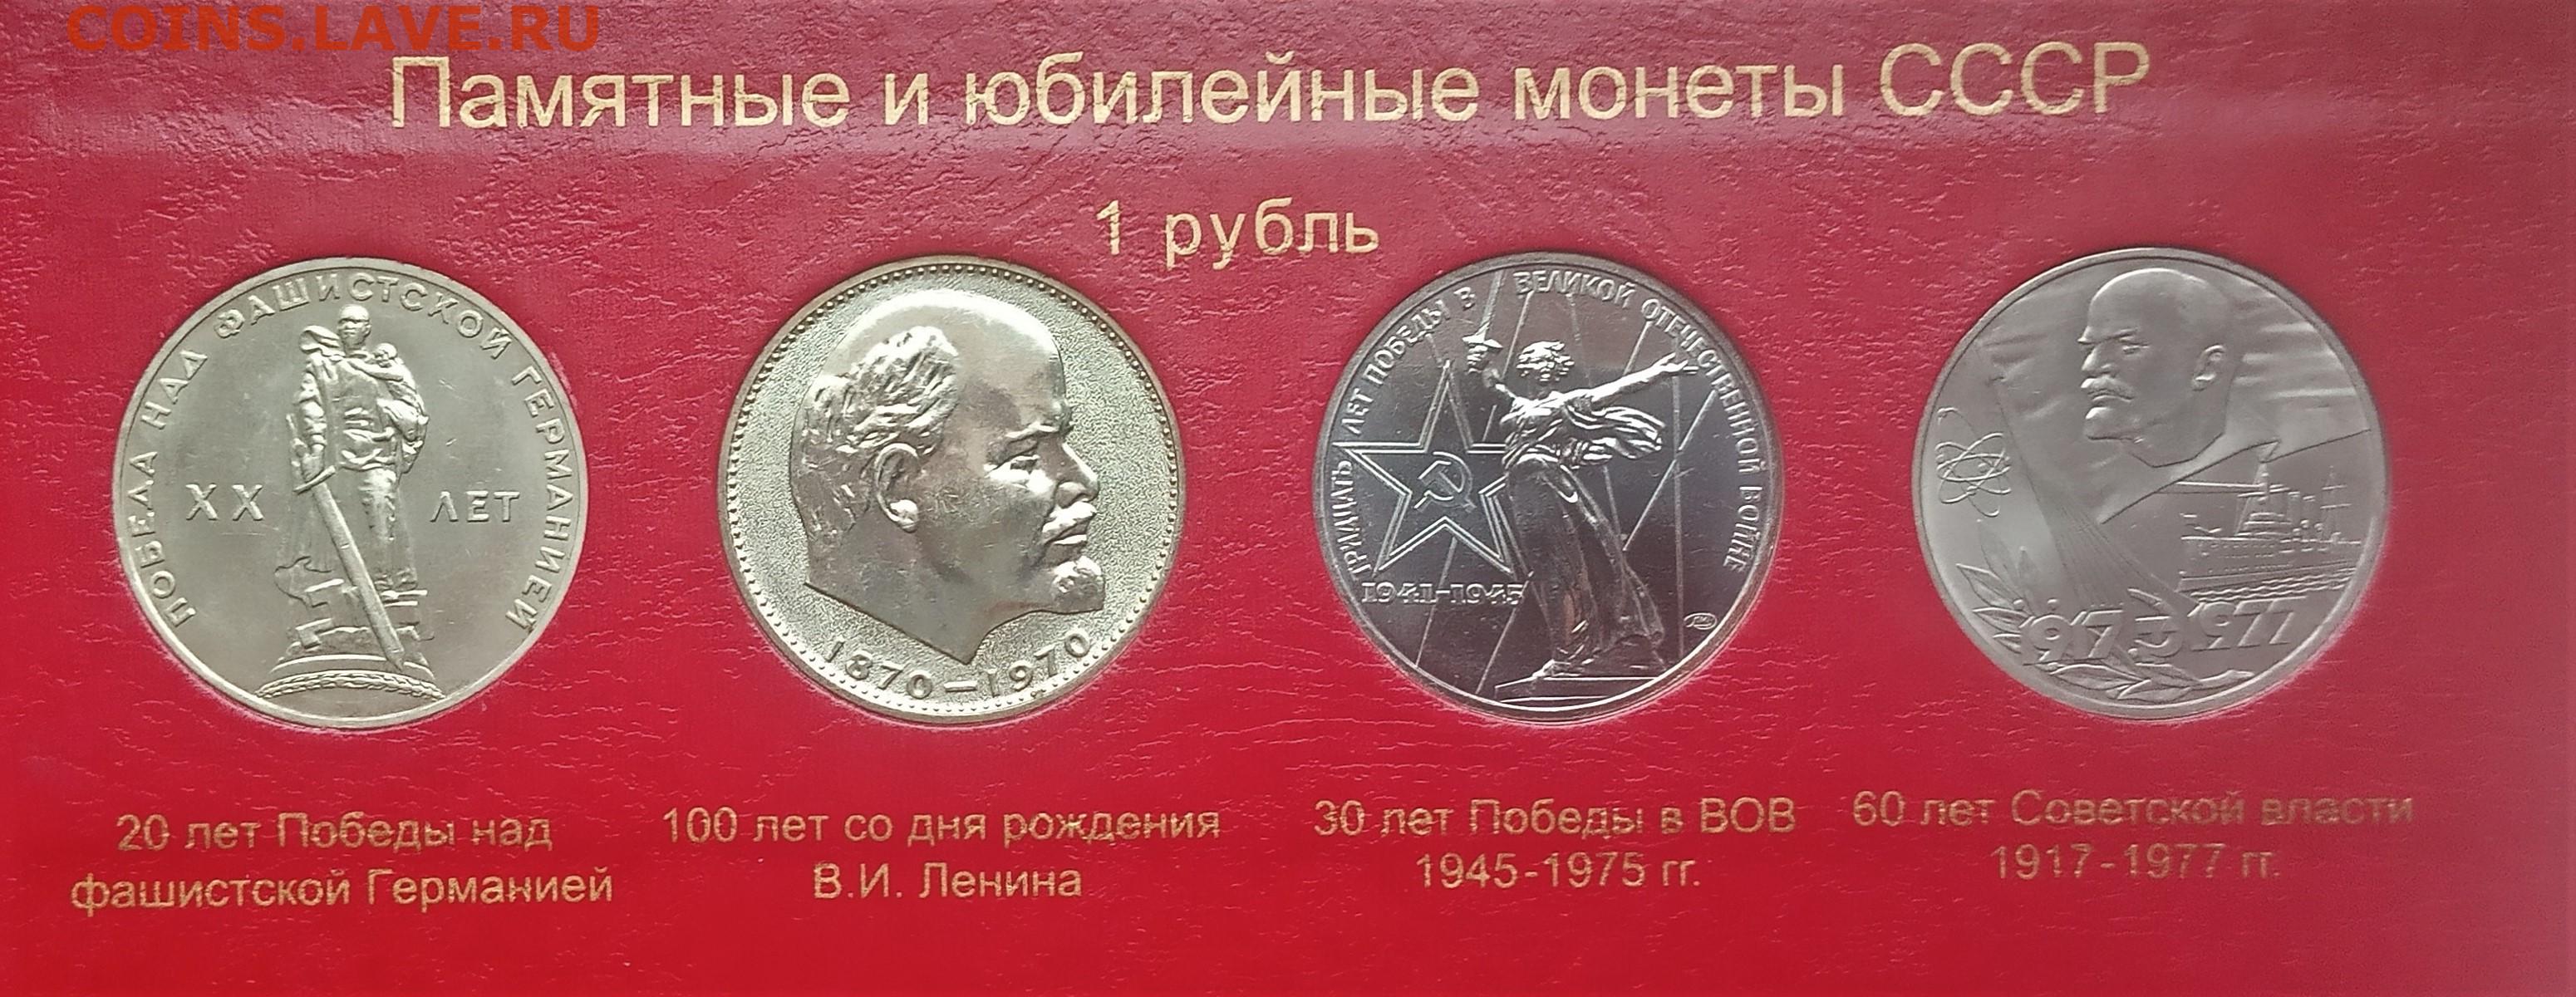 COINS.LAVE.RU
Памятные и юбилейные монеты СССР
1 рубль
ПОБЕДА НАД ФАШИСТСКОЙ ГЕРМАНИЕЙ
XX ЛЕТ
1870–1970
ТРИДЦАТЬ ЛЕТ ПОБЕДЫ В ВЕЛИКОЙ ОТЕЧЕСТВЕННОЙ ВОЙНЕ
1941–1945
1917 1977
20 лет Победы над
фашистской Германией
100 лет со дня рождения
В.И. Ленина
30 лет Победы в ВОВ
1945-1975 гг.
60 лет Советской власти
1917-1977 гг.